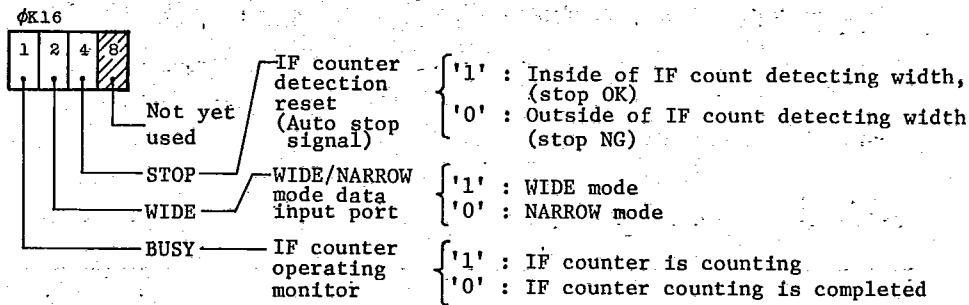 φK16
1 2 4 8
IF counter
detection
reset
(Auto stop
signal)
'1' : Inside of IF count detecting width,
(stop OK)
'0' : Outside of IF count detecting width
(stop NG)
Not yet
used
STOP
WIDE
WIDE/NARROW
mode data
input port
'1' : WIDE mode
'0' : NARROW mode
BUSY
IF counter
operating
monitor
'1' : IF counter is counting
'0' : IF counter counting is completed